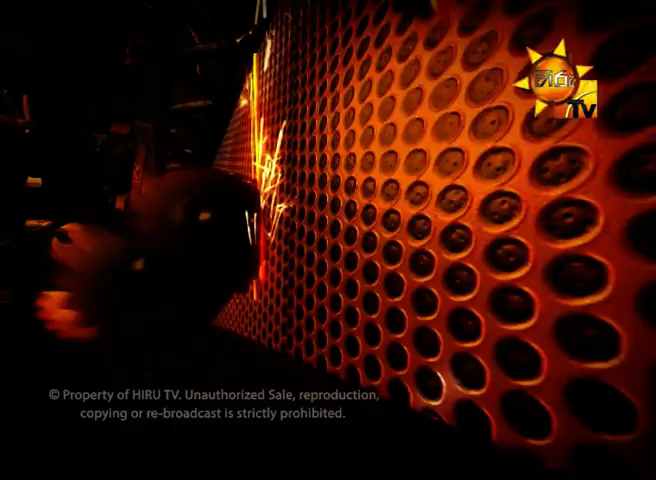 හිරු
TV
© Property of HIRU TV. Unauthorized Sale, reproduction,
copying or re-broadcast is strictly prohibited.